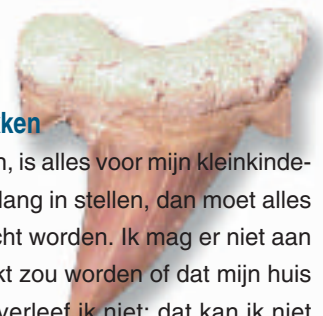 ken
n, is alles voor mijn kleinkinde-
lang in stellen, dan moet alles
cht worden. Ik mag er niet aan
kt zou worden of dat mijn huis
verleef ik niet; dat kan ik niet